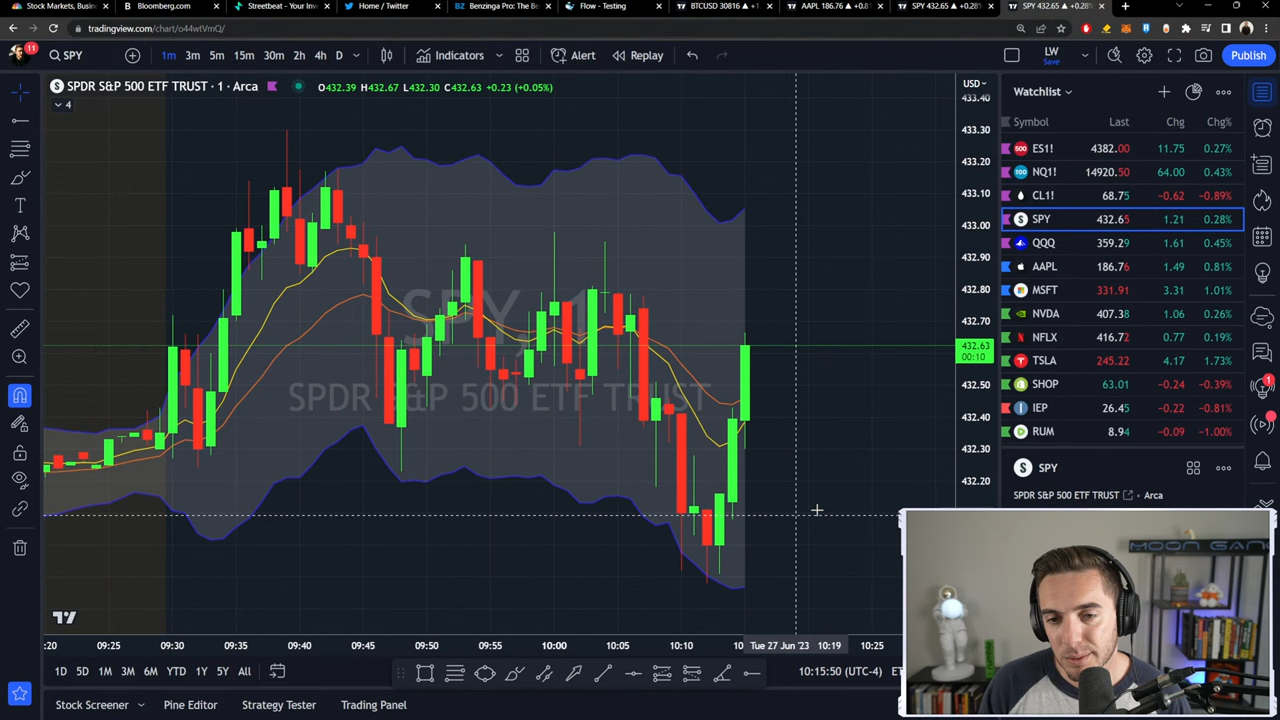 Stock Markets, Busin
Bloomberg.com
Streetbeat - Your Inv
Home / Twitter
Benzinga Pro: The Be
Flow - Testing
BTCUSD 30816 ▲ +1
AAPL 186.76 ▲ +0.8
SPY 432.65 ▲ +0.28%
SPY 432.65 ▲ +0.28%
tradingview.com/chart/o44wtVmQ/
11
SPY
1m 3m 5m 15m 30m 2h 4h D
Indicators
Alert
Replay
LW
Save
Publish
SPDR S&P 500 ETF TRUST · 1 · Arca
O432.39 H432.67 L432.30 C432.63 +0.23 (+0.05%)
4
USD
433.40
433.30
433.20
433.10
433.00
432.90
432.80
432.70
432.63
00:10
432.50
432.40
432.30
432.20
SPY, 1
SPDR S&P 500 ETF TRUST
:20 09:25 09:30 09:35 09:40 09:45 09:50 09:55 10:00 10:05 10:10 Tue 27 Jun '23 10:19 10:25
1D 5D 1M 3M 6M YTD 1Y 5Y All
10:15:50 (UTC-4)
Stock Screener
Pine Editor
Strategy Tester
Trading Panel
Watchlist
Symbol Last Chg Chg%
500 ES1! 4382.00 11.75 0.27%
100 NQ1! 14920.50 64.00 0.43%
CL1! 68.75 −0.62 −0.89%
S SPY 432.65 1.21 0.28%
QQQ 359.29 1.61 0.45%
AAPL 186.76 1.49 0.81%
MSFT 331.91 3.31 1.01%
NVDA 407.38 1.06 0.26%
NFLX 416.72 0.77 0.19%
TSLA 245.22 4.17 1.73%
SHOP 63.01 −0.24 −0.39%
IEP 26.45 −0.22 −0.81%
RUM 8.94 −0.09 −1.00%
S SPY
SPDR S&P 500 ETF TRUST · Arca
1
MOON GANG